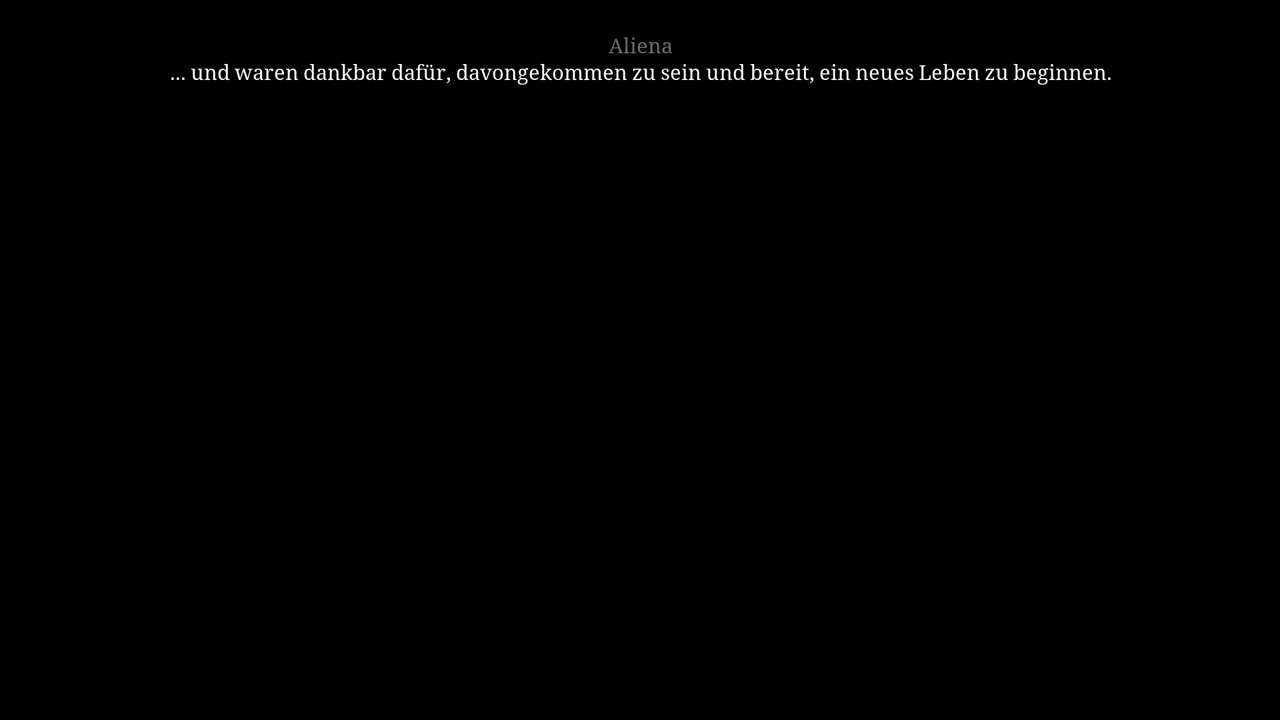 Aliena
... und waren dankbar dafür, davongekommen zu sein und bereit, ein neues Leben zu beginnen.